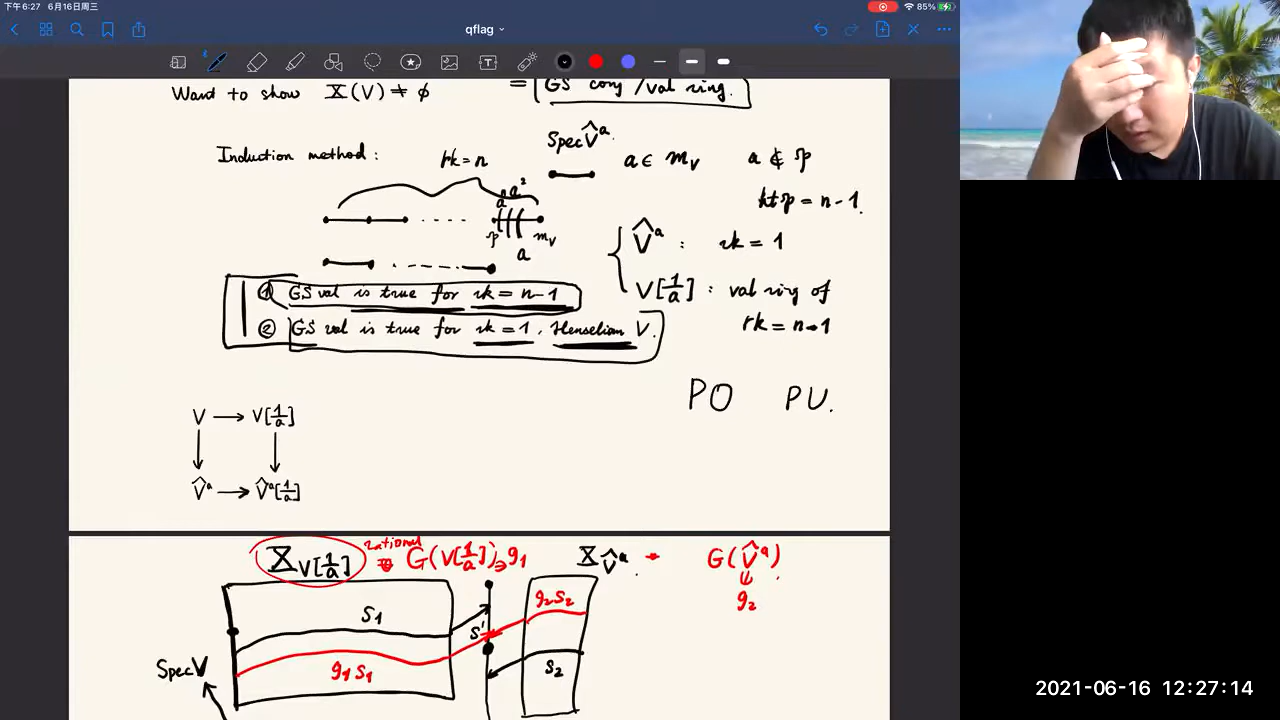 下午6:27 6月16日周三
85%
qflag
Want to show 𝕏(V) ≠ ∅ = GS conj / val ring.
Spec V̂ᵃ.
Induction method: rk = n a ∈ m_V a ∉ p
ht p = n-1.
a a²
p m_V
a
V̂ᵃ : rk = 1
V[1/a] : val ring of
rk = n-1
① GS val is true for rk = n-1
② GS val is true for rk = 1, Henselian V.
PO PU.
V → V[1/a]
V̂ᵃ → V̂ᵃ[1/a]
𝕏_V[1/a] rational G(V[1/a]) ∋ g₁ 𝕏_V̂ᵃ G(V̂ᵃ)
g₂
S₁ S' g₂S₂
g₁S₁ S₂
Spec V
2021-06-16 12:27:14